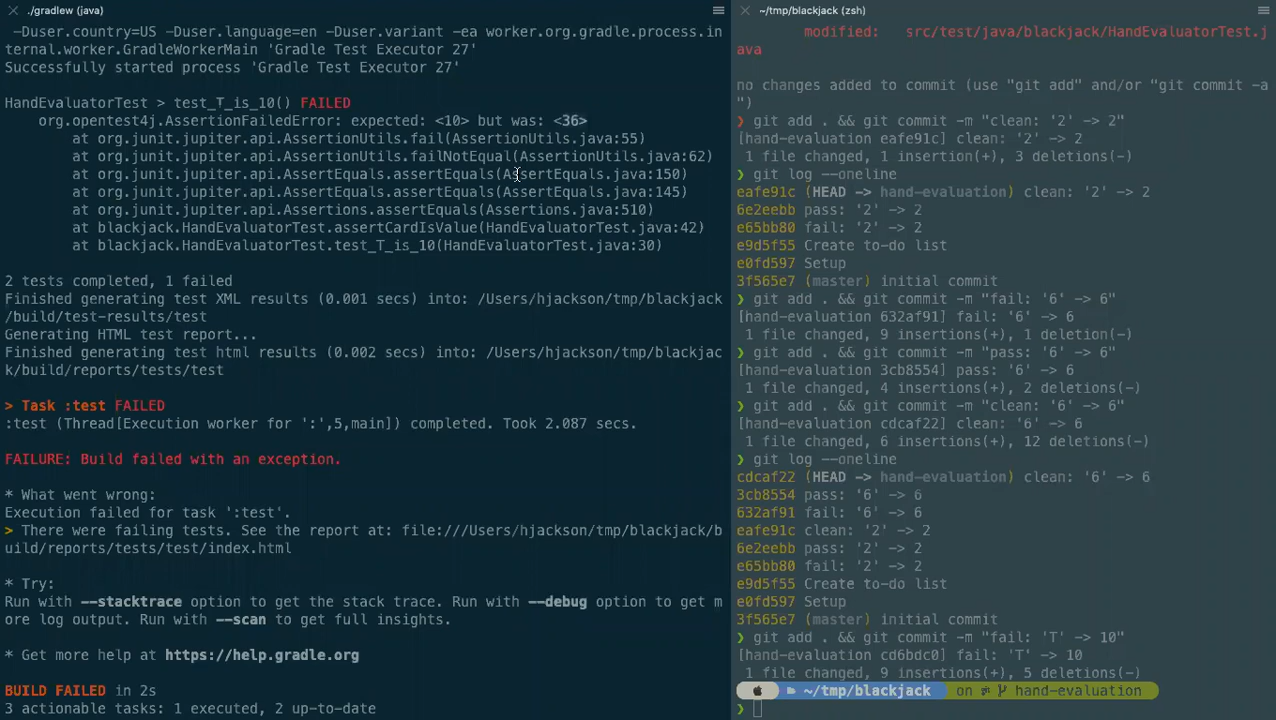 ./gradlew (java)
-Duser.country=US -Duser.language=en -Duser.variant -ea worker.org.gradle.process.in
ternal.worker.GradleWorkerMain 'Gradle Test Executor 27'
Successfully started process 'Gradle Test Executor 27'
HandEvaluatorTest > test_T_is_10() FAILED
org.opentest4j.AssertionFailedError: expected: <10> but was: <36>
at org.junit.jupiter.api.AssertionUtils.fail(AssertionUtils.java:55)
at org.junit.jupiter.api.AssertionUtils.failNotEqual(AssertionUtils.java:62)
at org.junit.jupiter.api.AssertEquals.assertEquals(AssertEquals.java:150)
at org.junit.jupiter.api.AssertEquals.assertEquals(AssertEquals.java:145)
at org.junit.jupiter.api.Assertions.assertEquals(Assertions.java:510)
at blackjack.HandEvaluatorTest.assertCardIsValue(HandEvaluatorTest.java:42)
at blackjack.HandEvaluatorTest.test_T_is_10(HandEvaluatorTest.java:30)
2 tests completed, 1 failed
Finished generating test XML results (0.001 secs) into: /Users/hjackson/tmp/blackjack
/build/test-results/test
Generating HTML test report...
Finished generating test html results (0.002 secs) into: /Users/hjackson/tmp/blackjac
k/build/reports/tests/test
> Task :test FAILED
:test (Thread[Execution worker for ':',5,main]) completed. Took 2.087 secs.
FAILURE: Build failed with an exception.
* What went wrong:
Execution failed for task ':test'.
> There were failing tests. See the report at: file:///Users/hjackson/tmp/blackjack/b
uild/reports/tests/test/index.html
* Try:
Run with --stacktrace option to get the stack trace. Run with --debug option to get m
ore log output. Run with --scan to get full insights.
* Get more help at https://help.gradle.org
BUILD FAILED in 2s
3 actionable tasks: 1 executed, 2 up-to-date
~/tmp/blackjack (zsh)
modified: src/test/java/blackjack/HandEvaluatorTest.j
ava
no changes added to commit (use "git add" and/or "git commit -a
")
❯ git add . && git commit -m "clean: '2' -> 2"
[hand-evaluation eafe91c] clean: '2' -> 2
1 file changed, 1 insertion(+), 3 deletions(-)
❯ git log --oneline
eafe91c (HEAD -> hand-evaluation) clean: '2' -> 2
6e2eebb pass: '2' -> 2
e65bb80 fail: '2' -> 2
e9d5f55 Create to-do list
e0fd597 Setup
3f565e7 (master) initial commit
❯ git add . && git commit -m "fail: '6' -> 6"
[hand-evaluation 632af91] fail: '6' -> 6
1 file changed, 9 insertions(+), 1 deletion(-)
❯ git add . && git commit -m "pass: '6' -> 6"
[hand-evaluation 3cb8554] pass: '6' -> 6
1 file changed, 4 insertions(+), 2 deletions(-)
❯ git add . && git commit -m "clean: '6' -> 6"
[hand-evaluation cdcaf22] clean: '6' -> 6
1 file changed, 6 insertions(+), 12 deletions(-)
❯ git log --oneline
cdcaf22 (HEAD -> hand-evaluation) clean: '6' -> 6
3cb8554 pass: '6' -> 6
632af91 fail: '6' -> 6
eafe91c clean: '2' -> 2
6e2eebb pass: '2' -> 2
e65bb80 fail: '2' -> 2
e9d5f55 Create to-do list
e0fd597 Setup
3f565e7 (master) initial commit
❯ git add . && git commit -m "fail: 'T' -> 10"
[hand-evaluation cd6bdc0] fail: 'T' -> 10
1 file changed, 9 insertions(+), 5 deletions(-)
~/tmp/blackjack on hand-evaluation
❯